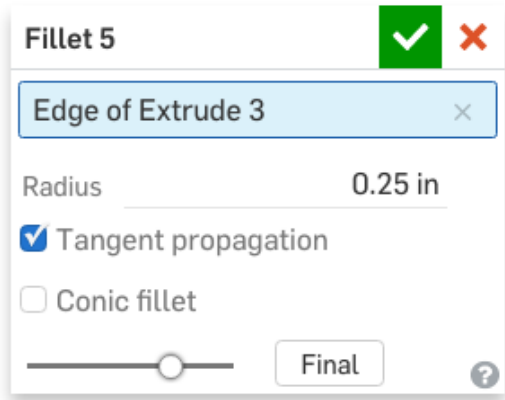 Fillet 5
Edge of Extrude 3
Radius 0.25 in
Tangent propagation
Conic fillet
Final
?